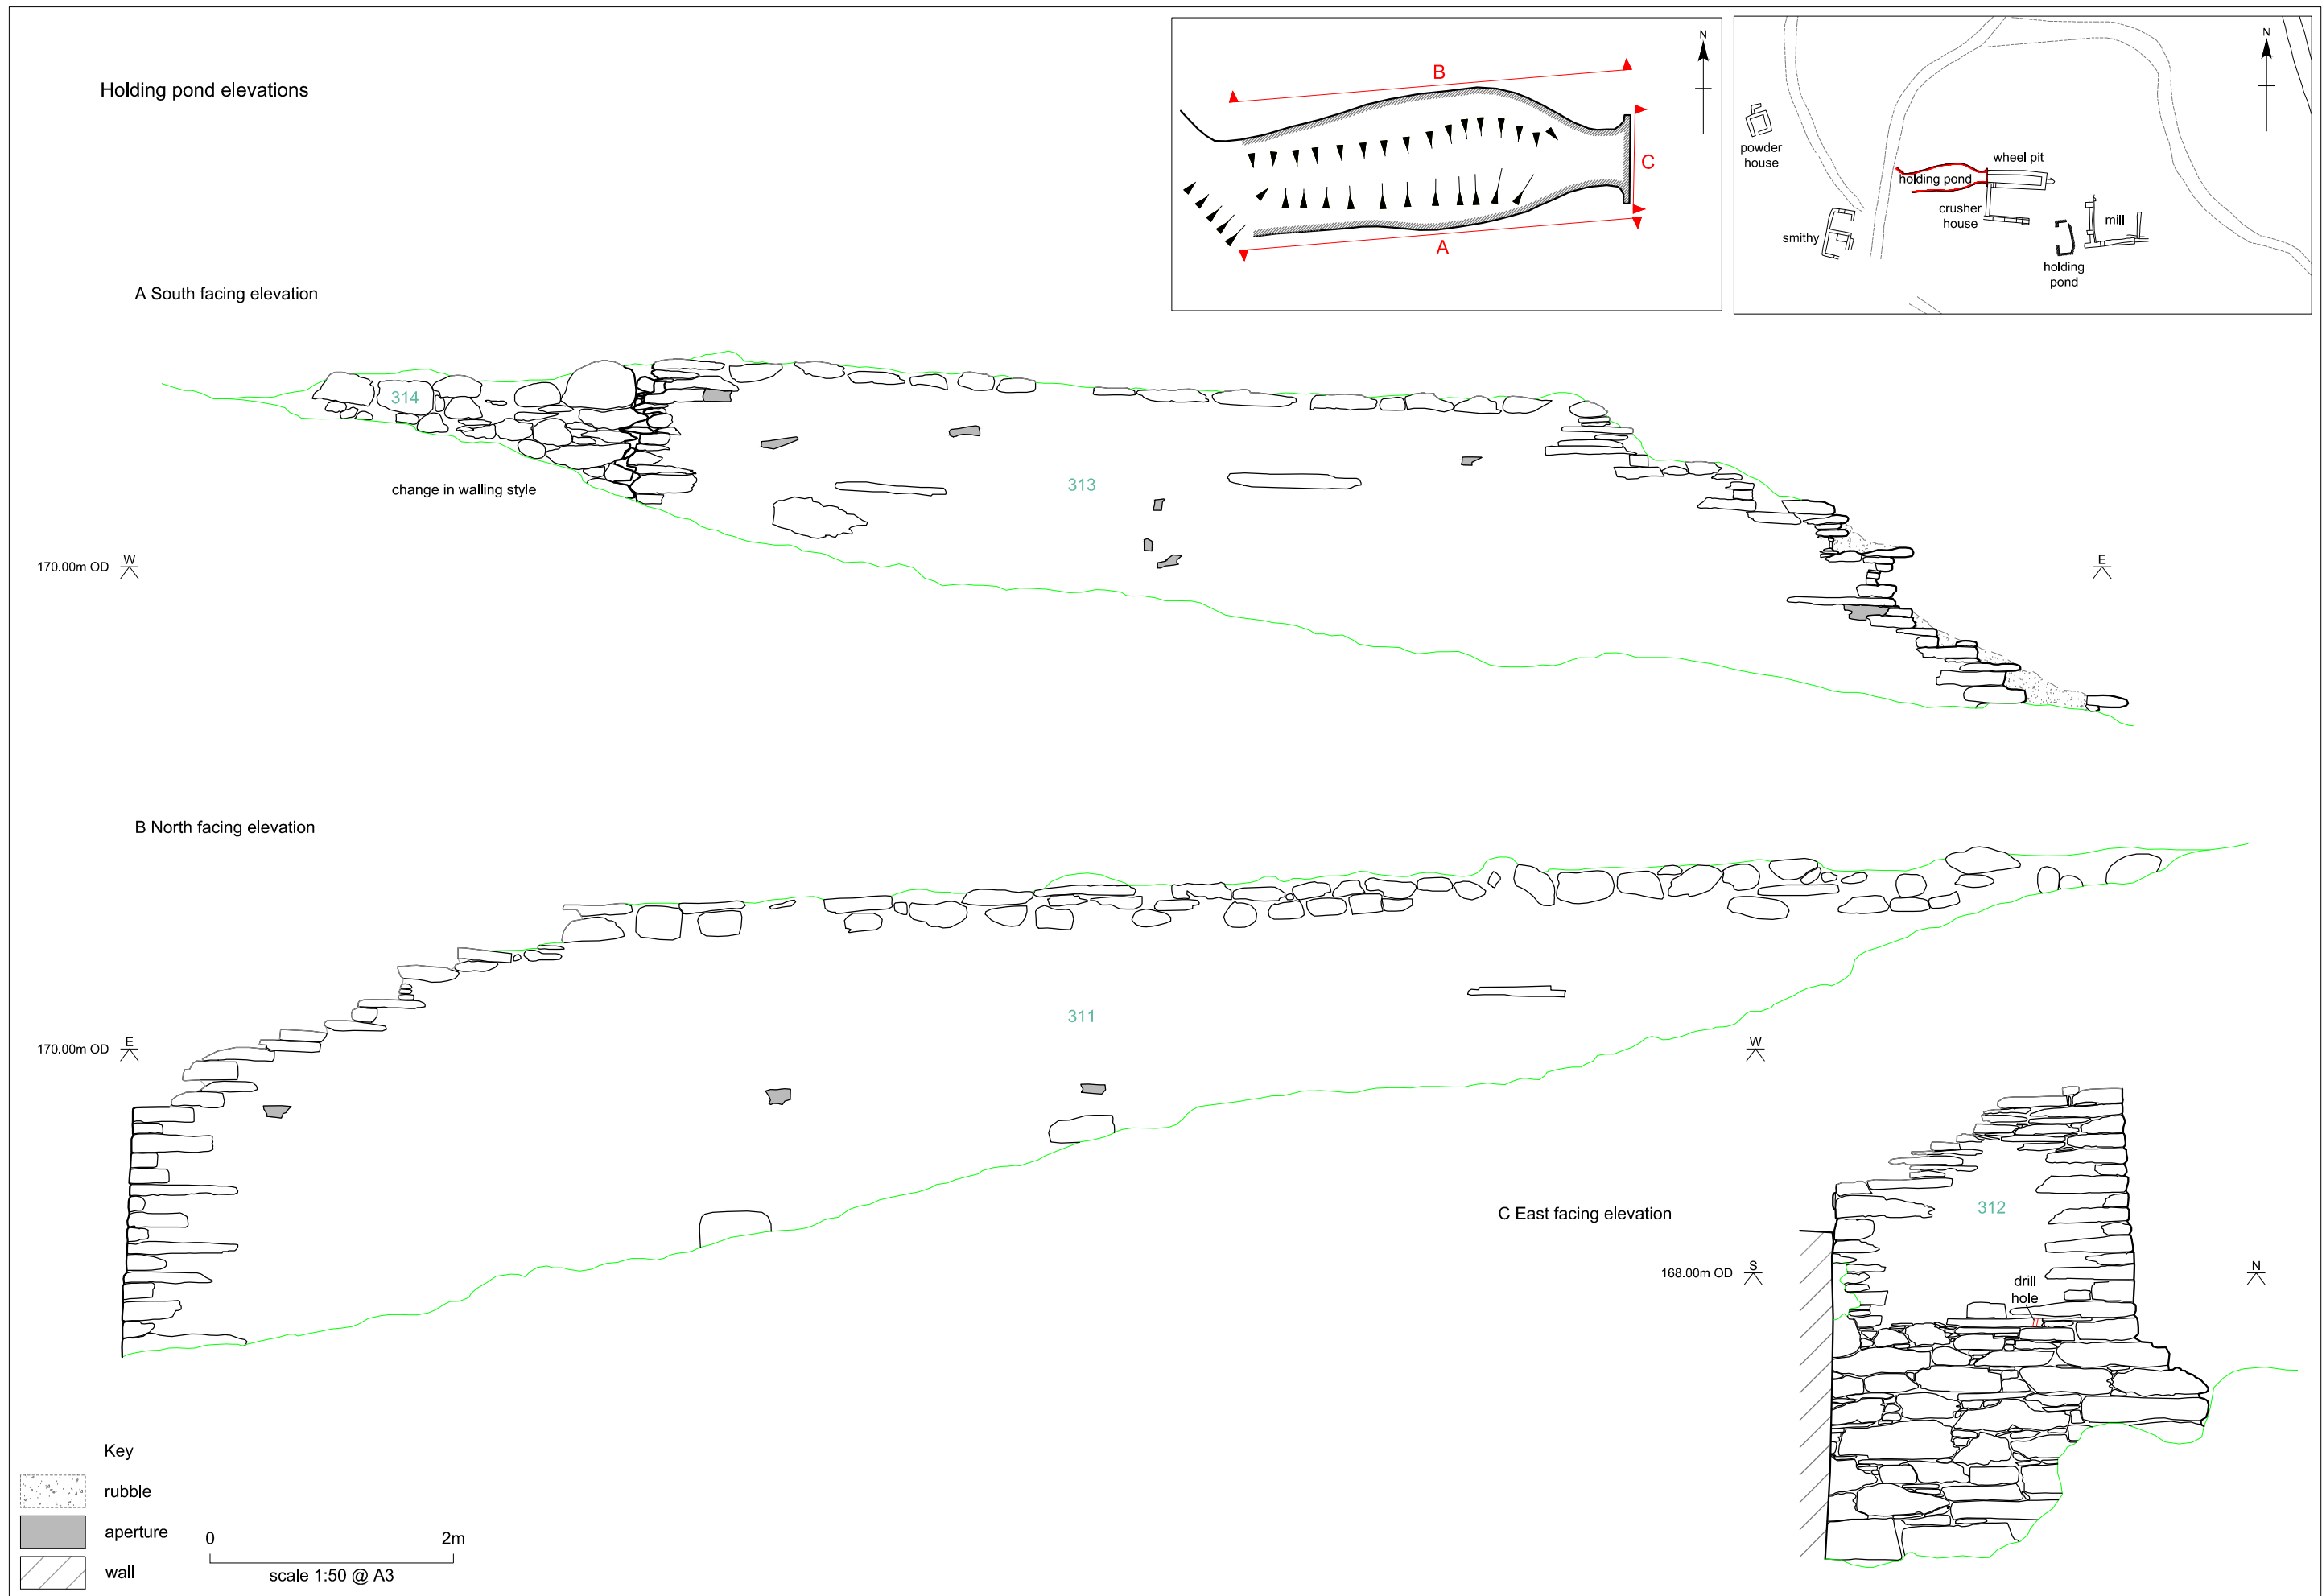 Holding pond elevations
B
N
C
A
N
powder
house
wheel pit
holding pond
crusher
house
mill
smithy
holding
pond
A South facing elevation
314
change in walling style
313
170.00m OD
W
E
B North facing elevation
311
170.00m OD
E
W
C East facing elevation
312
168.00m OD
S
N
drill
hole
Key
rubble
aperture
wall
0
2m
scale 1:50 @ A3